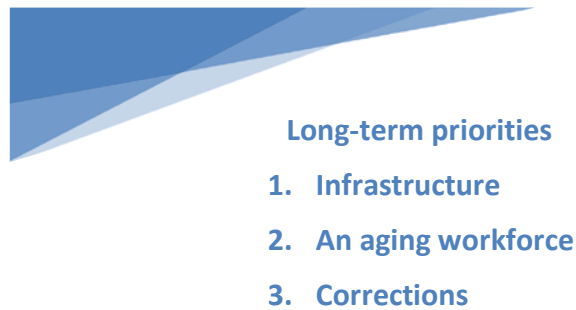 Long-term priorities
1. Infrastructure
2. An aging workforce
3. Corrections